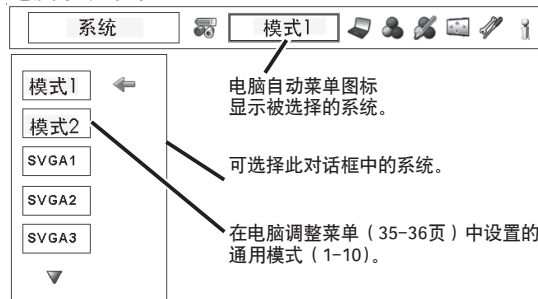 系统
模式1
模式1
模式2
SVGA1
SVGA2
SVGA3
电脑自动菜单图标
显示被选择的系统。
可选择此对话框中的系统。
在电脑调整菜单（35-36页）中设置的
通用模式（1-10）。